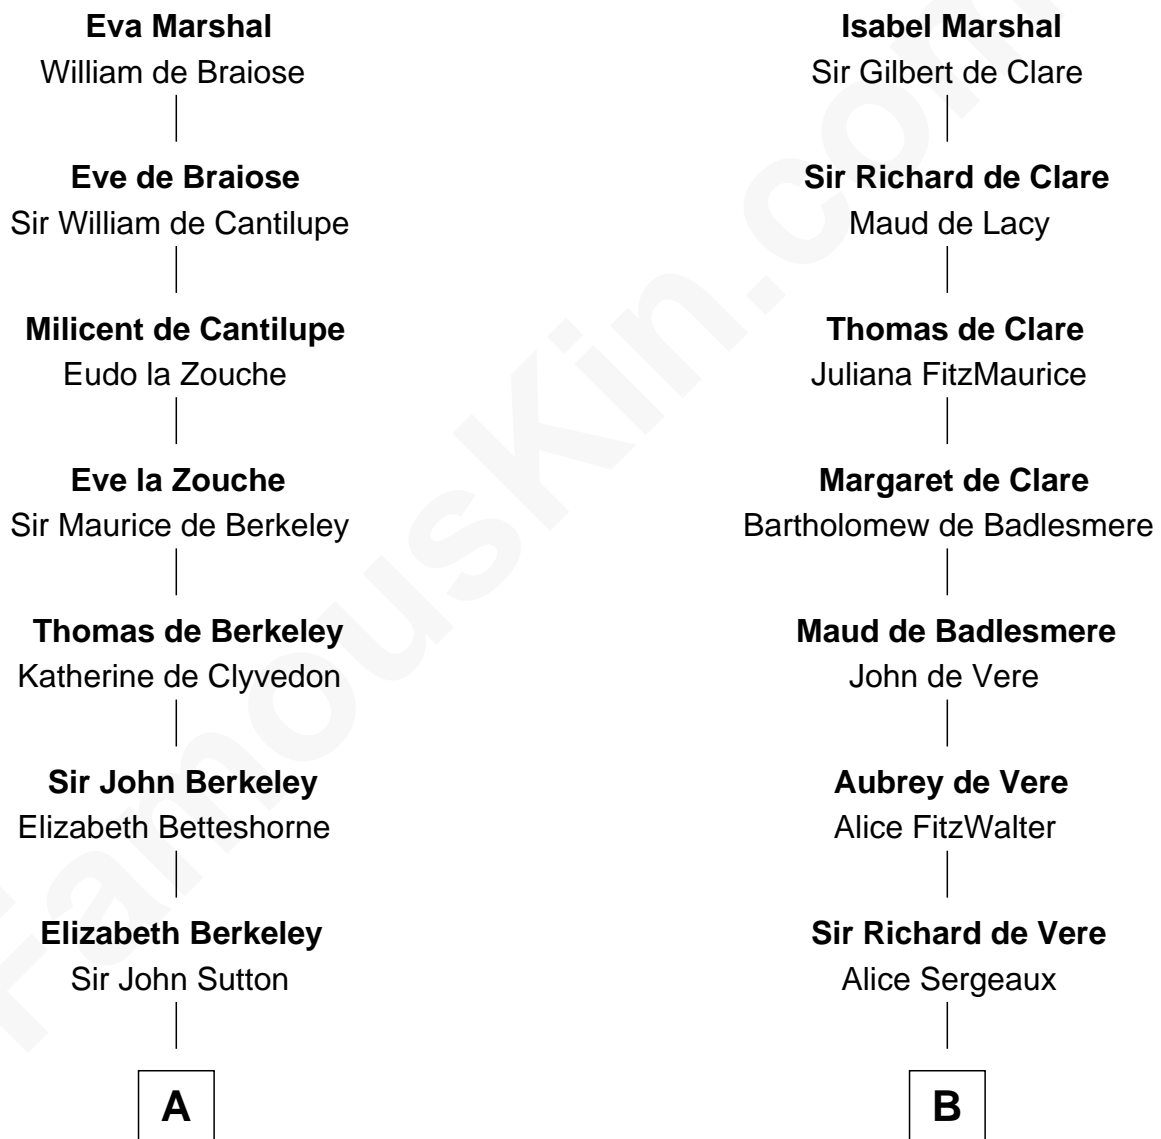 Eva Marshal
William de Braiose
Eve de Braiose
Sir William de Cantilupe
Milicent de Cantilupe
Eudo la Zouche
Eve la Zouche
Sir Maurice de Berkeley
Thomas de Berkeley
Katherine de Clyvedon
Sir John Berkeley
Elizabeth Betteshorne
Elizabeth Berkeley
Sir John Sutton
A
Isabel Marshal
Sir Gilbert de Clare
Sir Richard de Clare
Maud de Lacy
Thomas de Clare
Juliana FitzMaurice
Margaret de Clare
Bartholomew de Badlesmere
Maud de Badlesmere
John de Vere
Aubrey de Vere
Alice FitzWalter
Sir Richard de Vere
Alice Sergeaux
B
FamousKin.com